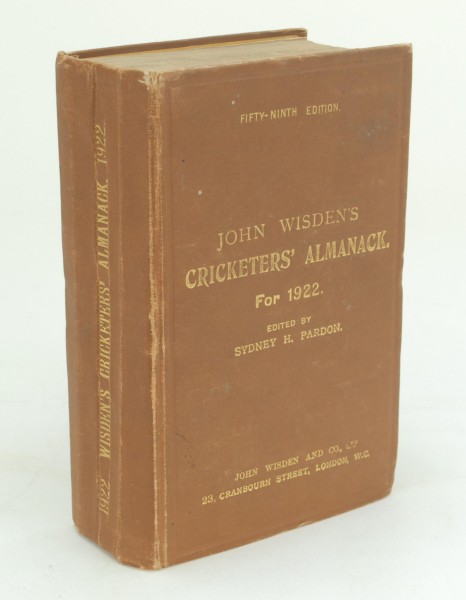 1922 WISDEN'S CRICKETERS' ALMANACK. 1922.
FIFTY-NINTH EDITION.
JOHN WISDEN'S
CRICKETERS' ALMANACK.
For 1922.
EDITED BY
SYDNEY H. PARDON.
JOHN WISDEN AND CO.,
23, CRANBOURN STREET, LONDON, W.C.